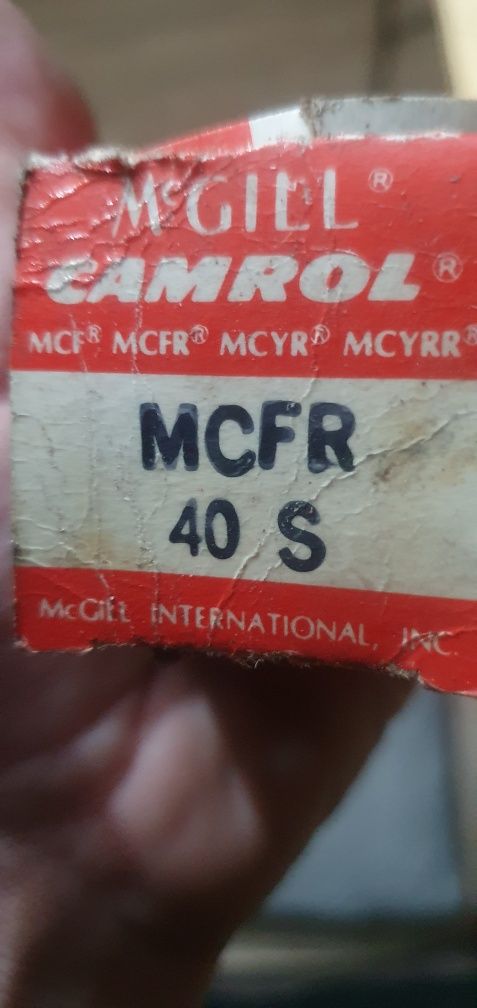 McGILL®
CAMROL®
MCF® MCFR® MCYR® MCYRR®
MCFR
40 S
McGILL INTERNATIONAL, INC.